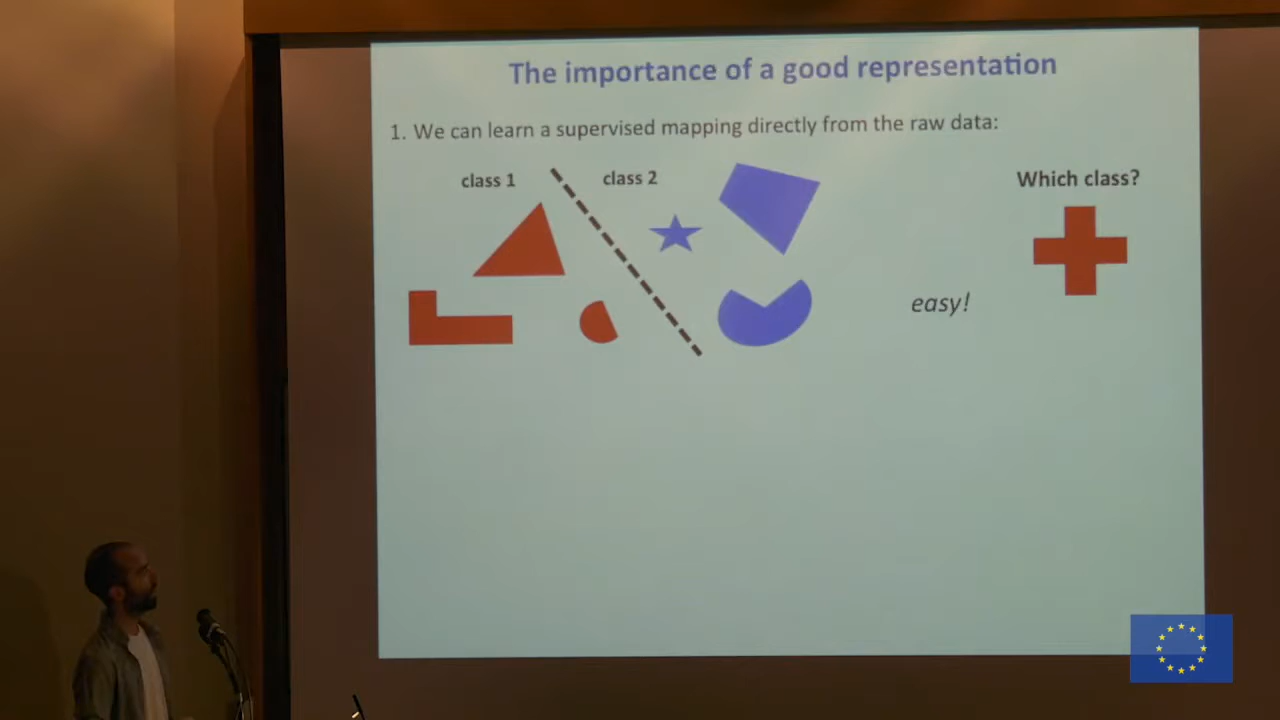 The importance of a good representation
1. We can learn a supervised mapping directly from the raw data:
class 1
class 2
Which class?
easy!